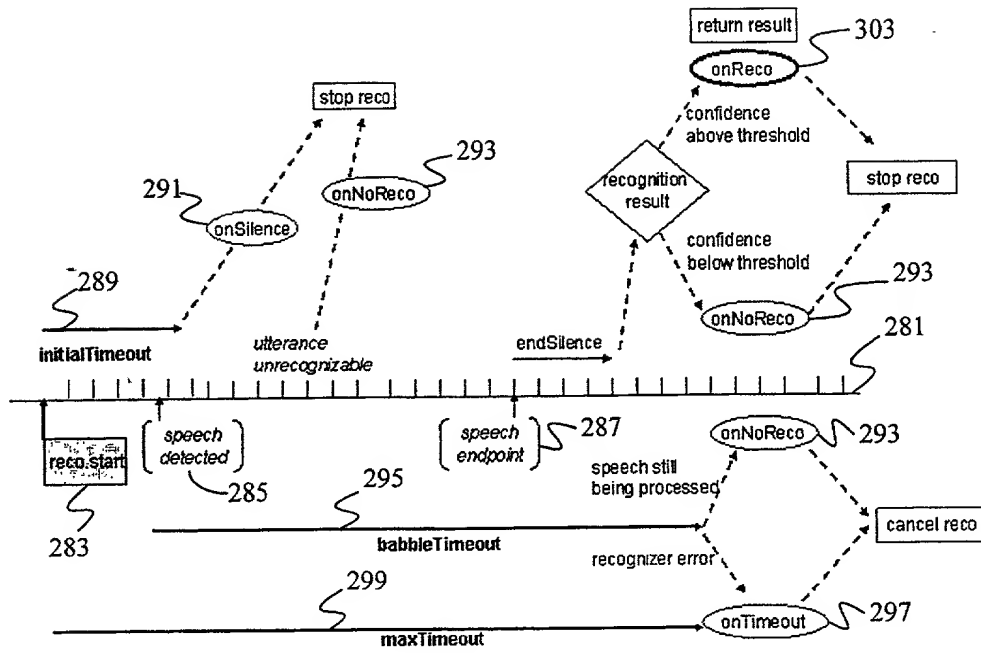 return result
303
onReco
stop reco
confidence
above threshold
293
291
onNoReco
recognition
result
stop reco
onSilence
confidence
below threshold
289
293
onNoReco
281
initialTimeout
utterance
unrecognizable
endSilence
reco.start
speech
detected
speech
endpoint
287
onNoReco
293
285
283
295
speech still
being processed
babbleTimeout
cancel reco
recognizer error
299
maxTimeout
onTimeout
297